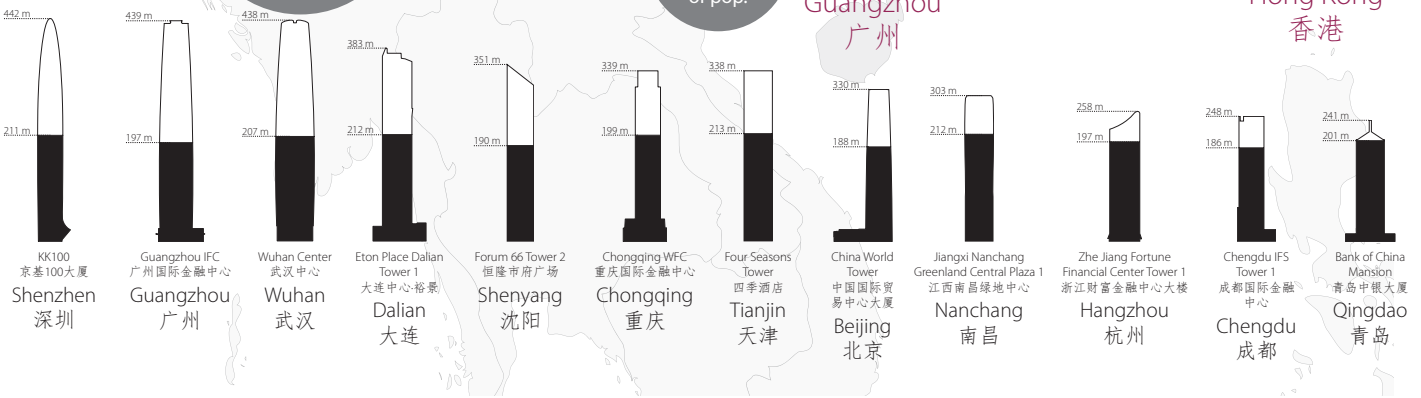 of pop.
Guangzhou
广州
Hong Kong
香港
442 m
211 m
KK100
京基100大厦
Shenzhen
深圳
439 m
197 m
Guangzhou IFC
广州国际金融中心
Guangzhou
广州
438 m
207 m
Wuhan Center
武汉中心
Wuhan
武汉
383 m
212 m
Eton Place Dalian
Tower 1
大连中心·裕景
Dalian
大连
351 m
190 m
Forum 66 Tower 2
恒隆市府广场
Shenyang
沈阳
339 m
199 m
Chongqing WFC
重庆国际金融中心
Chongqing
重庆
338 m
213 m
Four Seasons
Tower
四季酒店
Tianjin
天津
330 m
188 m
China World
Tower
中国国际贸
易中心大厦
Beijing
北京
303 m
212 m
Jiangxi Nanchang
Greenland Central Plaza 1
江西南昌绿地中心
Nanchang
南昌
258 m
197 m
Zhe Jiang Fortune
Financial Center Tower 1
浙江财富金融中心大楼
Hangzhou
杭州
248 m
186 m
Chengdu IFS
Tower 1
成都国际金融
中心
Chengdu
成都
241 m
201 m
Bank of China
Mansion
青岛中银大厦
Qingdao
青岛